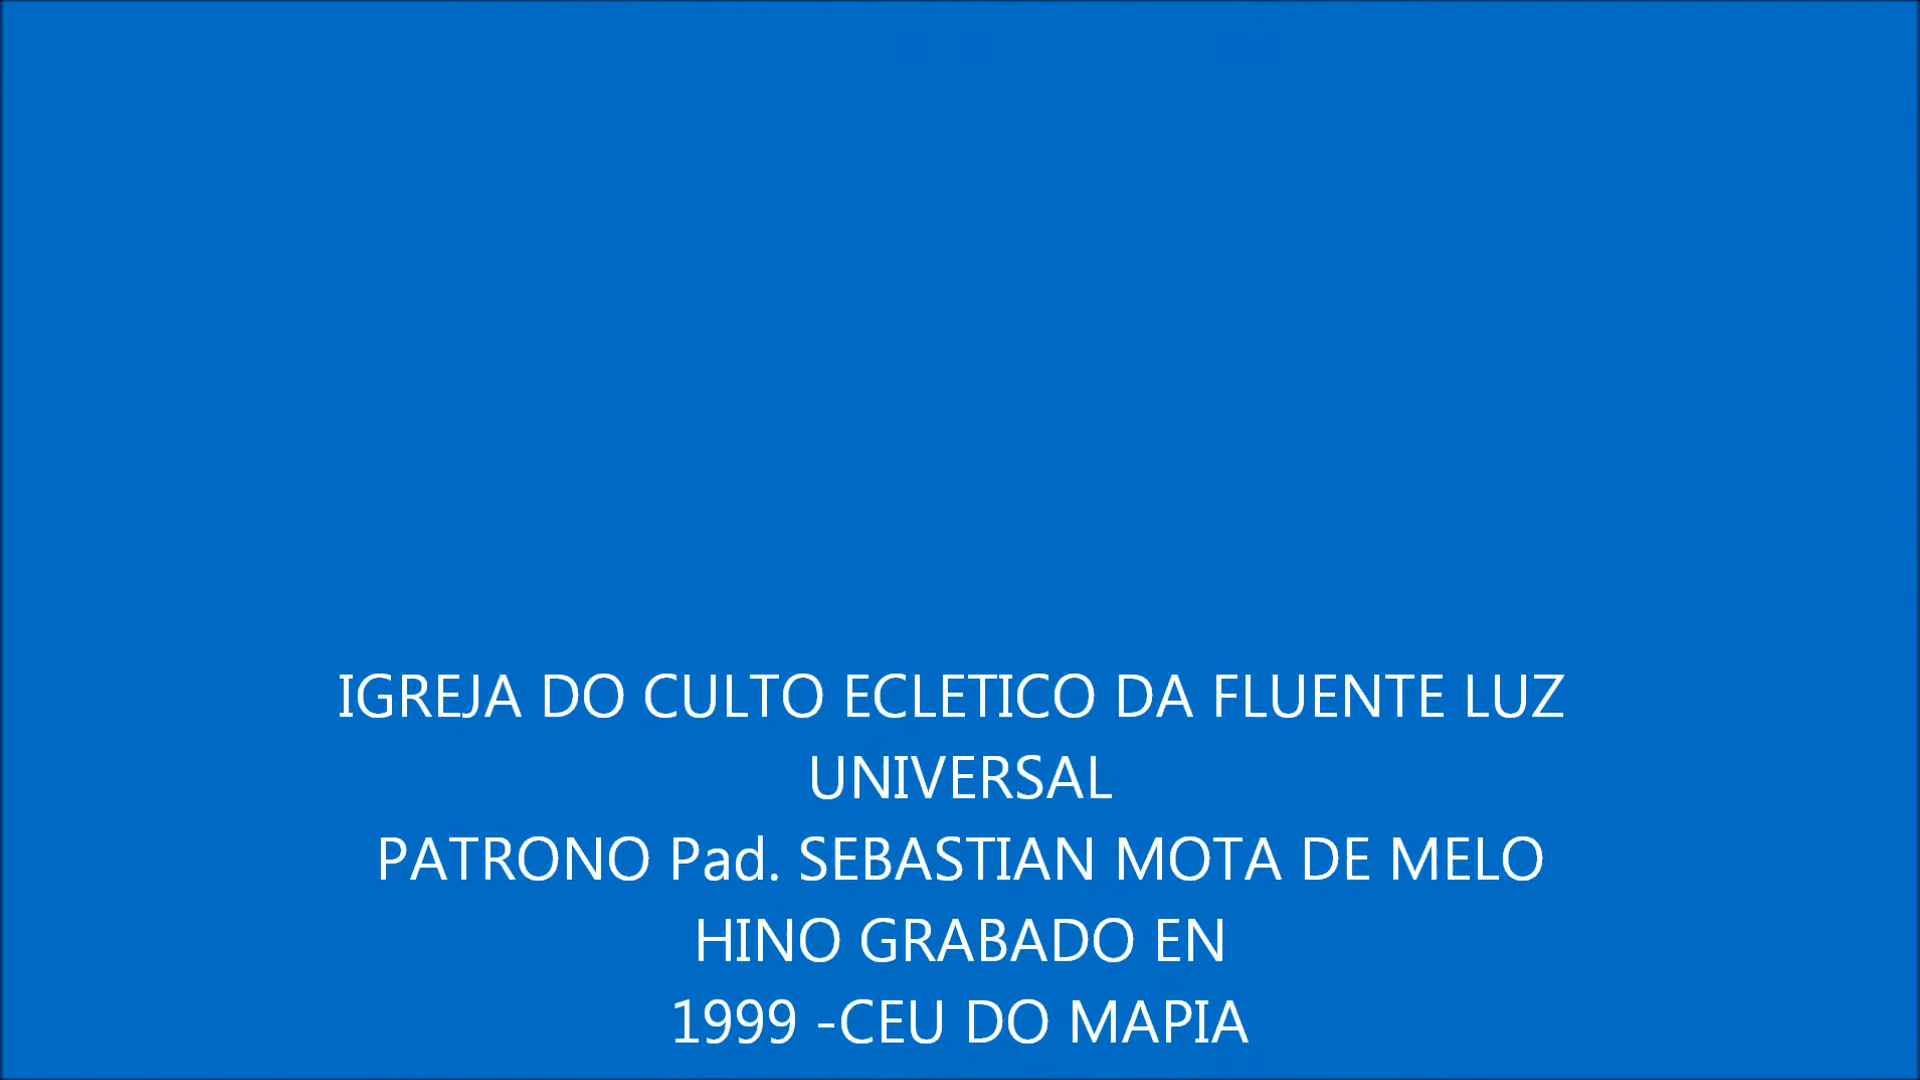 IGREJA DO CULTO ECLETICO DA FLUENTE LUZ
UNIVERSAL
PATRONO Pad. SEBASTIAN MOTA DE MELO
HINO GRABADO EN
1999 -CEU DO MAPIA